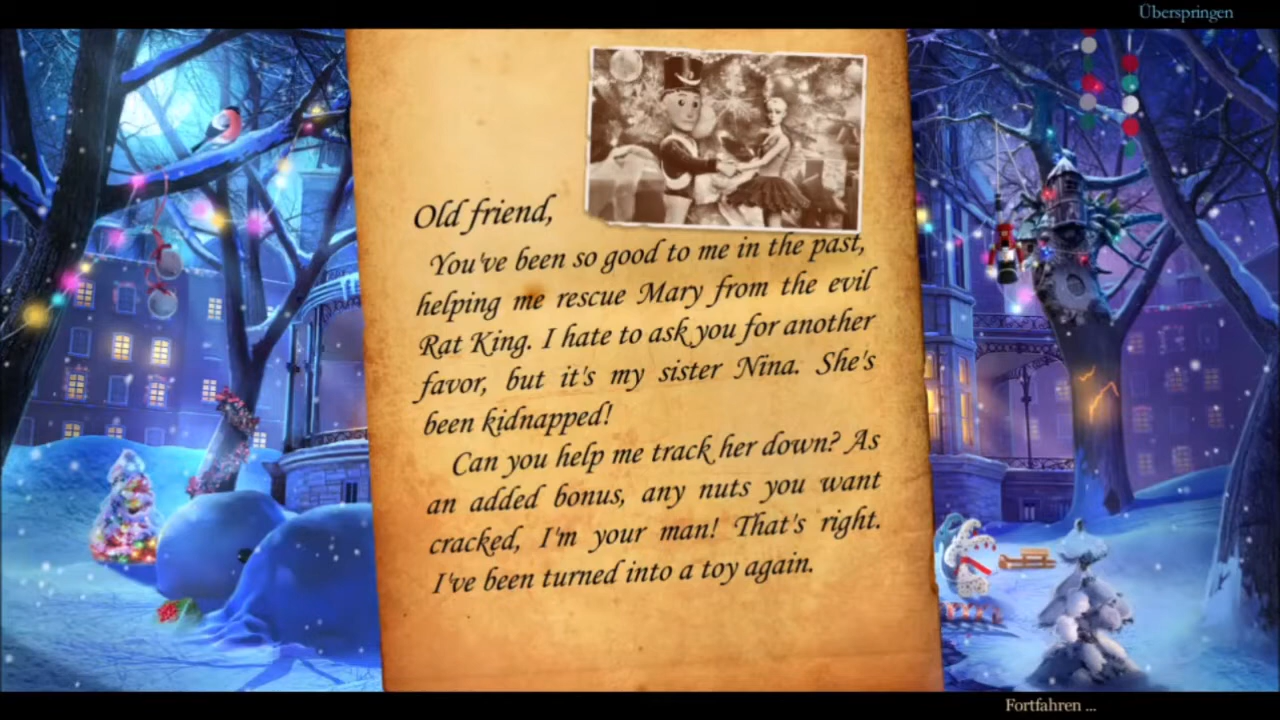 Überspringen
Old friend,
You've been so good to me in the past,
helping me rescue Mary from the evil
Rat King. I hate to ask you for another
favor, but it's my sister Nina. She's
been kidnapped!
Can you help me track her down? As
an added bonus, any nuts you want
cracked, I'm your man! That's right.
I've been turned into a toy again.
Fortfahren ...